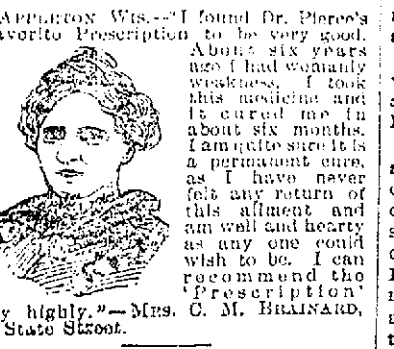 APPLETON WIS.--"I found Dr. Pierce's
avorite Prescription to be very good.
About six years
ago I had womanly
weakness. I took
this medicine and
it cured me in
about six months.
I am quite sure it is
a permanent cure,
as I have never
felt any return of
this ailment and
am well and hearty
as any one could
wish to be. I can
recommend the
'Prescription'
y highly."—MRS. C. M. BRAINARD,
State Street.